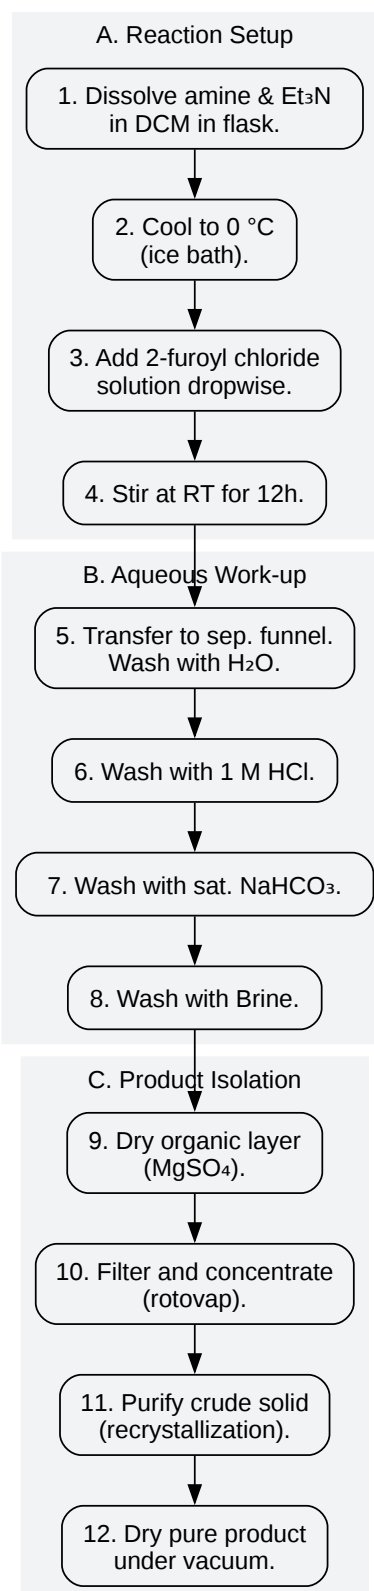 A. Reaction Setup
1. Dissolve amine & Et₃N
in DCM in flask.
2. Cool to 0 °C
(ice bath).
3. Add 2-furoyl chloride
solution dropwise.
4. Stir at RT for 12h.
B. Aqueous Work-up
5. Transfer to sep. funnel.
Wash with H₂O.
6. Wash with 1 M HCl.
7. Wash with sat. NaHCO₃.
8. Wash with Brine.
C. Product Isolation
9. Dry organic layer
(MgSO₄).
10. Filter and concentrate
(rotovap).
11. Purify crude solid
(recrystallization).
12. Dry pure product
under vacuum.